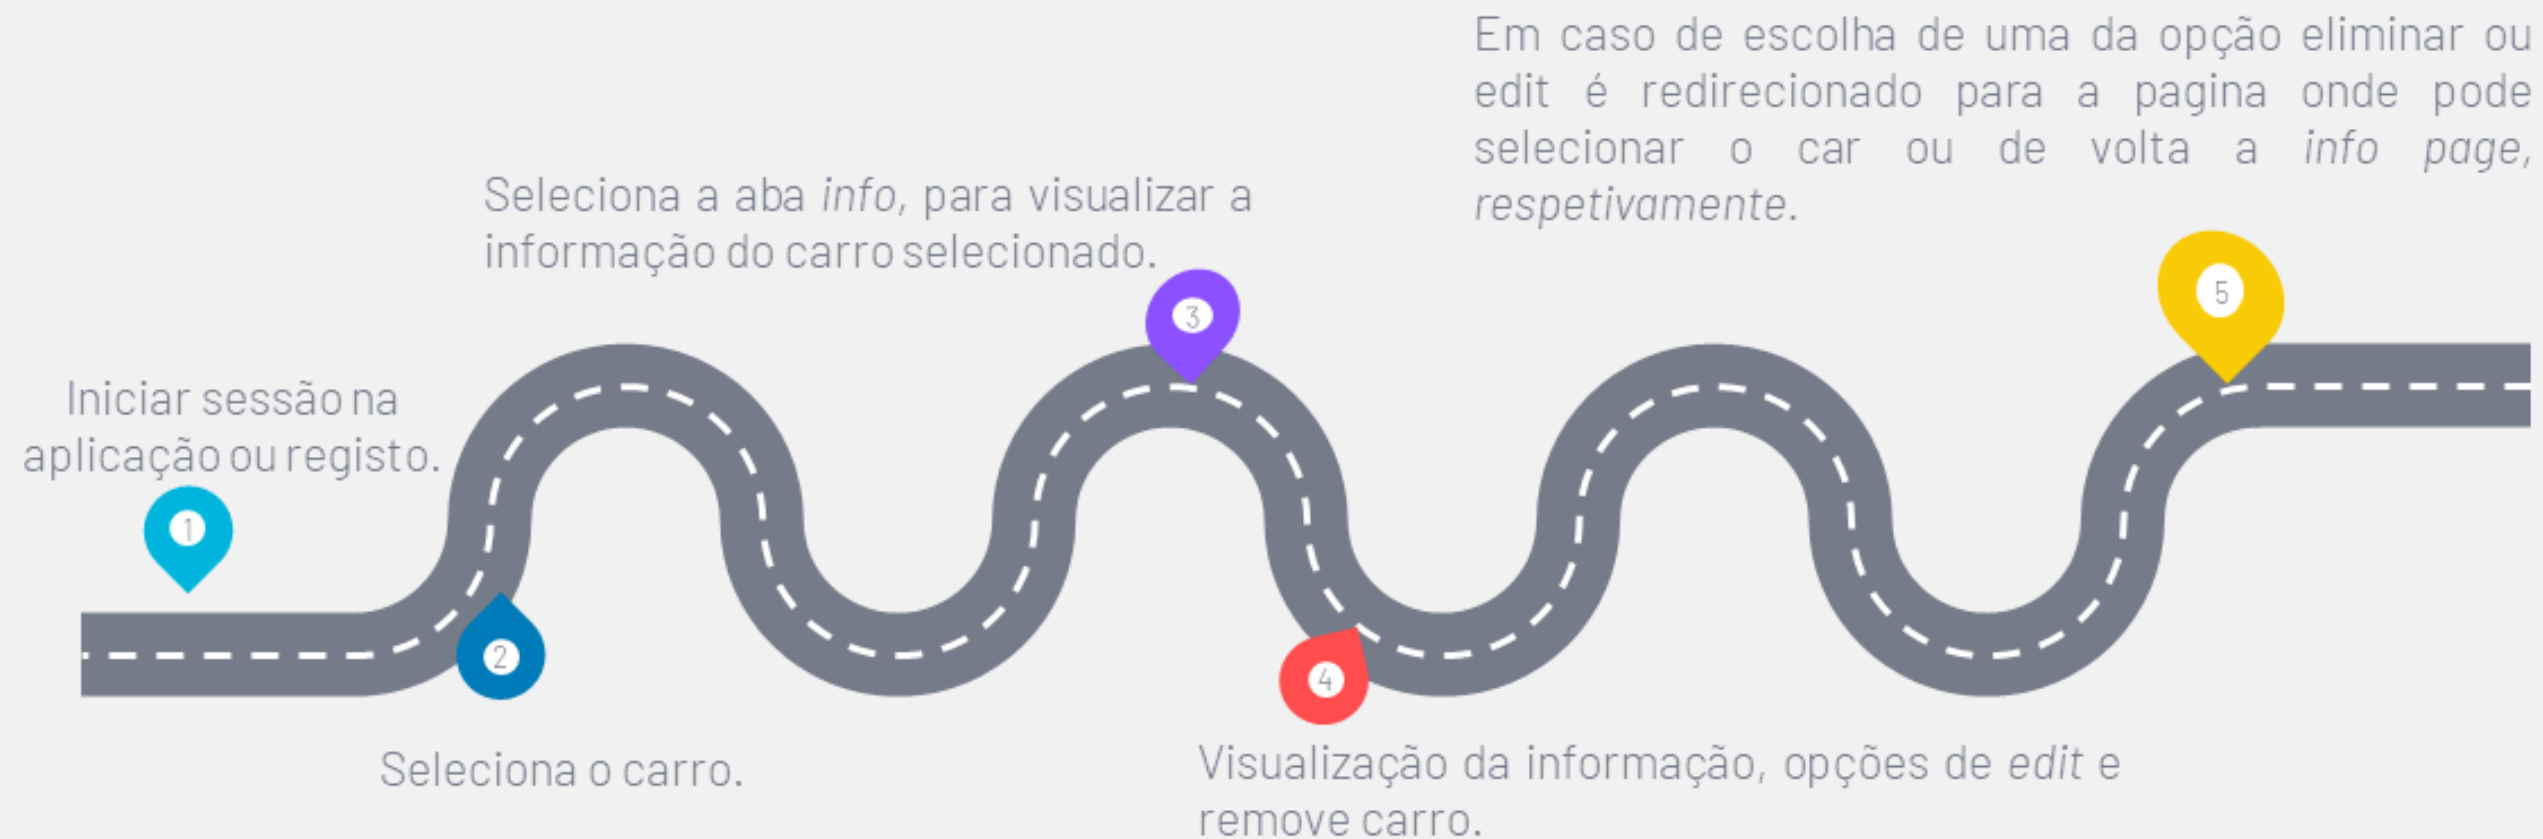 Iniciar sessão na
aplicação ou registo.
1
2
Seleciona o carro.
Seleciona a aba info, para visualizar a
informação do carro selecionado.
3
4
Visualização da informação, opções de edit e
remove carro.
Em caso de escolha de uma da opção eliminar ou
edit é redirecionado para a pagina onde pode
selecionar o car ou de volta a info page,
respetivamente.
5